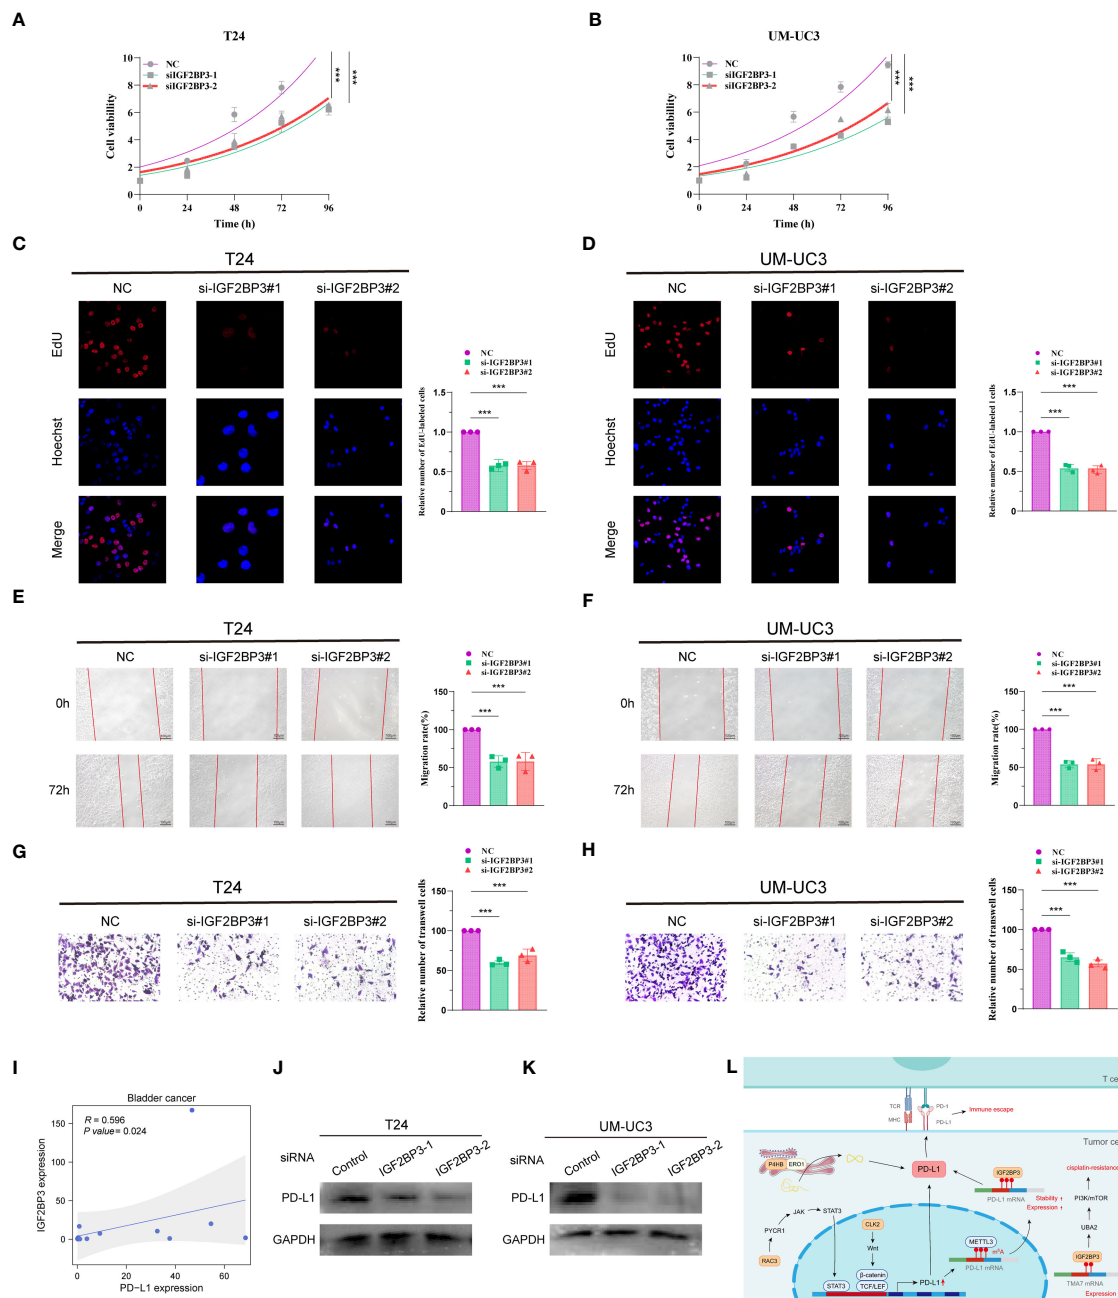 A
T24
Cell viability
10
8
6
4
2
0
NC
siIGF2BP3-1
siIGF2BP3-2
***
***
0 24 48 72 96
Time (h)
B
UM-UC3
Cell viability
10
8
6
4
2
0
NC
siIGF2BP3-1
siIGF2BP3-2
***
***
0 24 48 72 96
Time (h)
C
T24
NC si-IGF2BP3#1 si-IGF2BP3#2
EdU
Hoechst
Merge
NC
si-IGF2BP3#1
si-IGF2BP3#2
Relative number of EdU-labeled cells
1.5
1.0
0.5
0
***
***
D
UM-UC3
NC si-IGF2BP3#1 si-IGF2BP3#2
EdU
Hoechst
Merge
NC
si-IGF2BP3#1
si-IGF2BP3#2
Relative number of EdU-labeled l cells
1.5
1.0
0.5
0
***
***
E
T24
NC si-IGF2BP3#1 si-IGF2BP3#2
0h
72h
NC
si-IGF2BP3#1
si-IGF2BP3#2
Migration rate(%)
150
100
50
0
***
***
F
UM-UC3
NC si-IGF2BP3#1 si-IGF2BP3#2
0h
72h
NC
si-IGF2BP3#1
si-IGF2BP3#2
Migration rate(%)
150
100
50
0
***
***
G
T24
NC si-IGF2BP3#1 si-IGF2BP3#2
NC
si-IGF2BP3#1
si-IGF2BP3#2
Relative number of transwell cells
150
100
50
0
***
***
H
UM-UC3
NC si-IGF2BP3#1 si-IGF2BP3#2
NC
si-IGF2BP3#1
si-IGF2BP3#2
Relative number of transwell cells
150
100
50
0
***
***
I
Bladder cancer
R = 0.596
P value = 0.024
IGF2BP3 expression
150
100
50
0
0 20 40 60
PD-L1 expression
J
T24
siRNA Control IGF2BP3-1 IGF2BP3-2
PD-L1
GAPDH
K
UM-UC3
siRNA Control IGF2BP3-1 IGF2BP3-2
PD-L1
GAPDH
L
T ce
TCR
MHC
PD-1
PD-L1
Immune escape
Tumor ce
P4HB
ERO1
PD-L1
IGF2BP3
PD-L1 mRNA
Stability ↑
Expression ↑
cisplatin-resistance
PI3K/mTOR
UBA2
IGF2BP3
TMA7 mRNA
Expression
RAC3
PYCR1
JAK
STAT3
STAT3
CLK2
Wnt
β-catenin
TCF/LEF
PD-L1
METTL3
m⁶A
PD-L1 mRNA